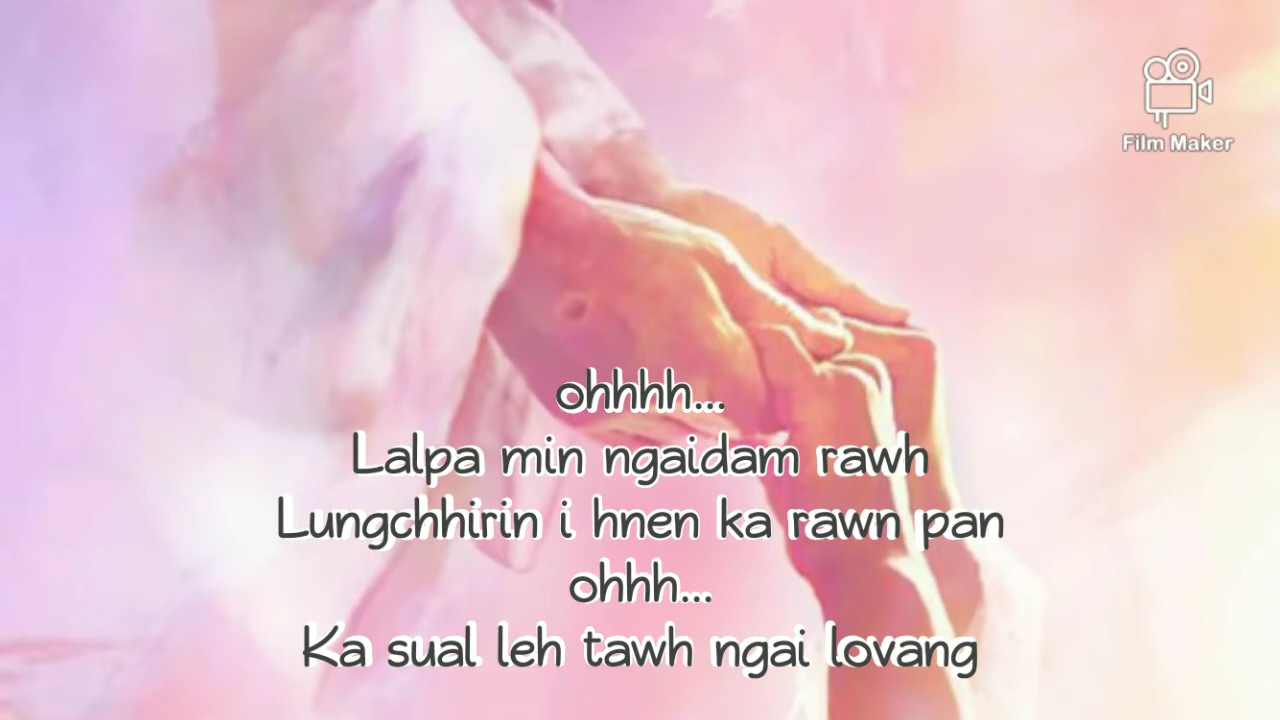 Film Maker
ohhhh...
Lalpa min ngaidam rawh
Lungchhirin i hnen ka rawn pan
ohhh...
Ka sual leh tawh ngai lovang